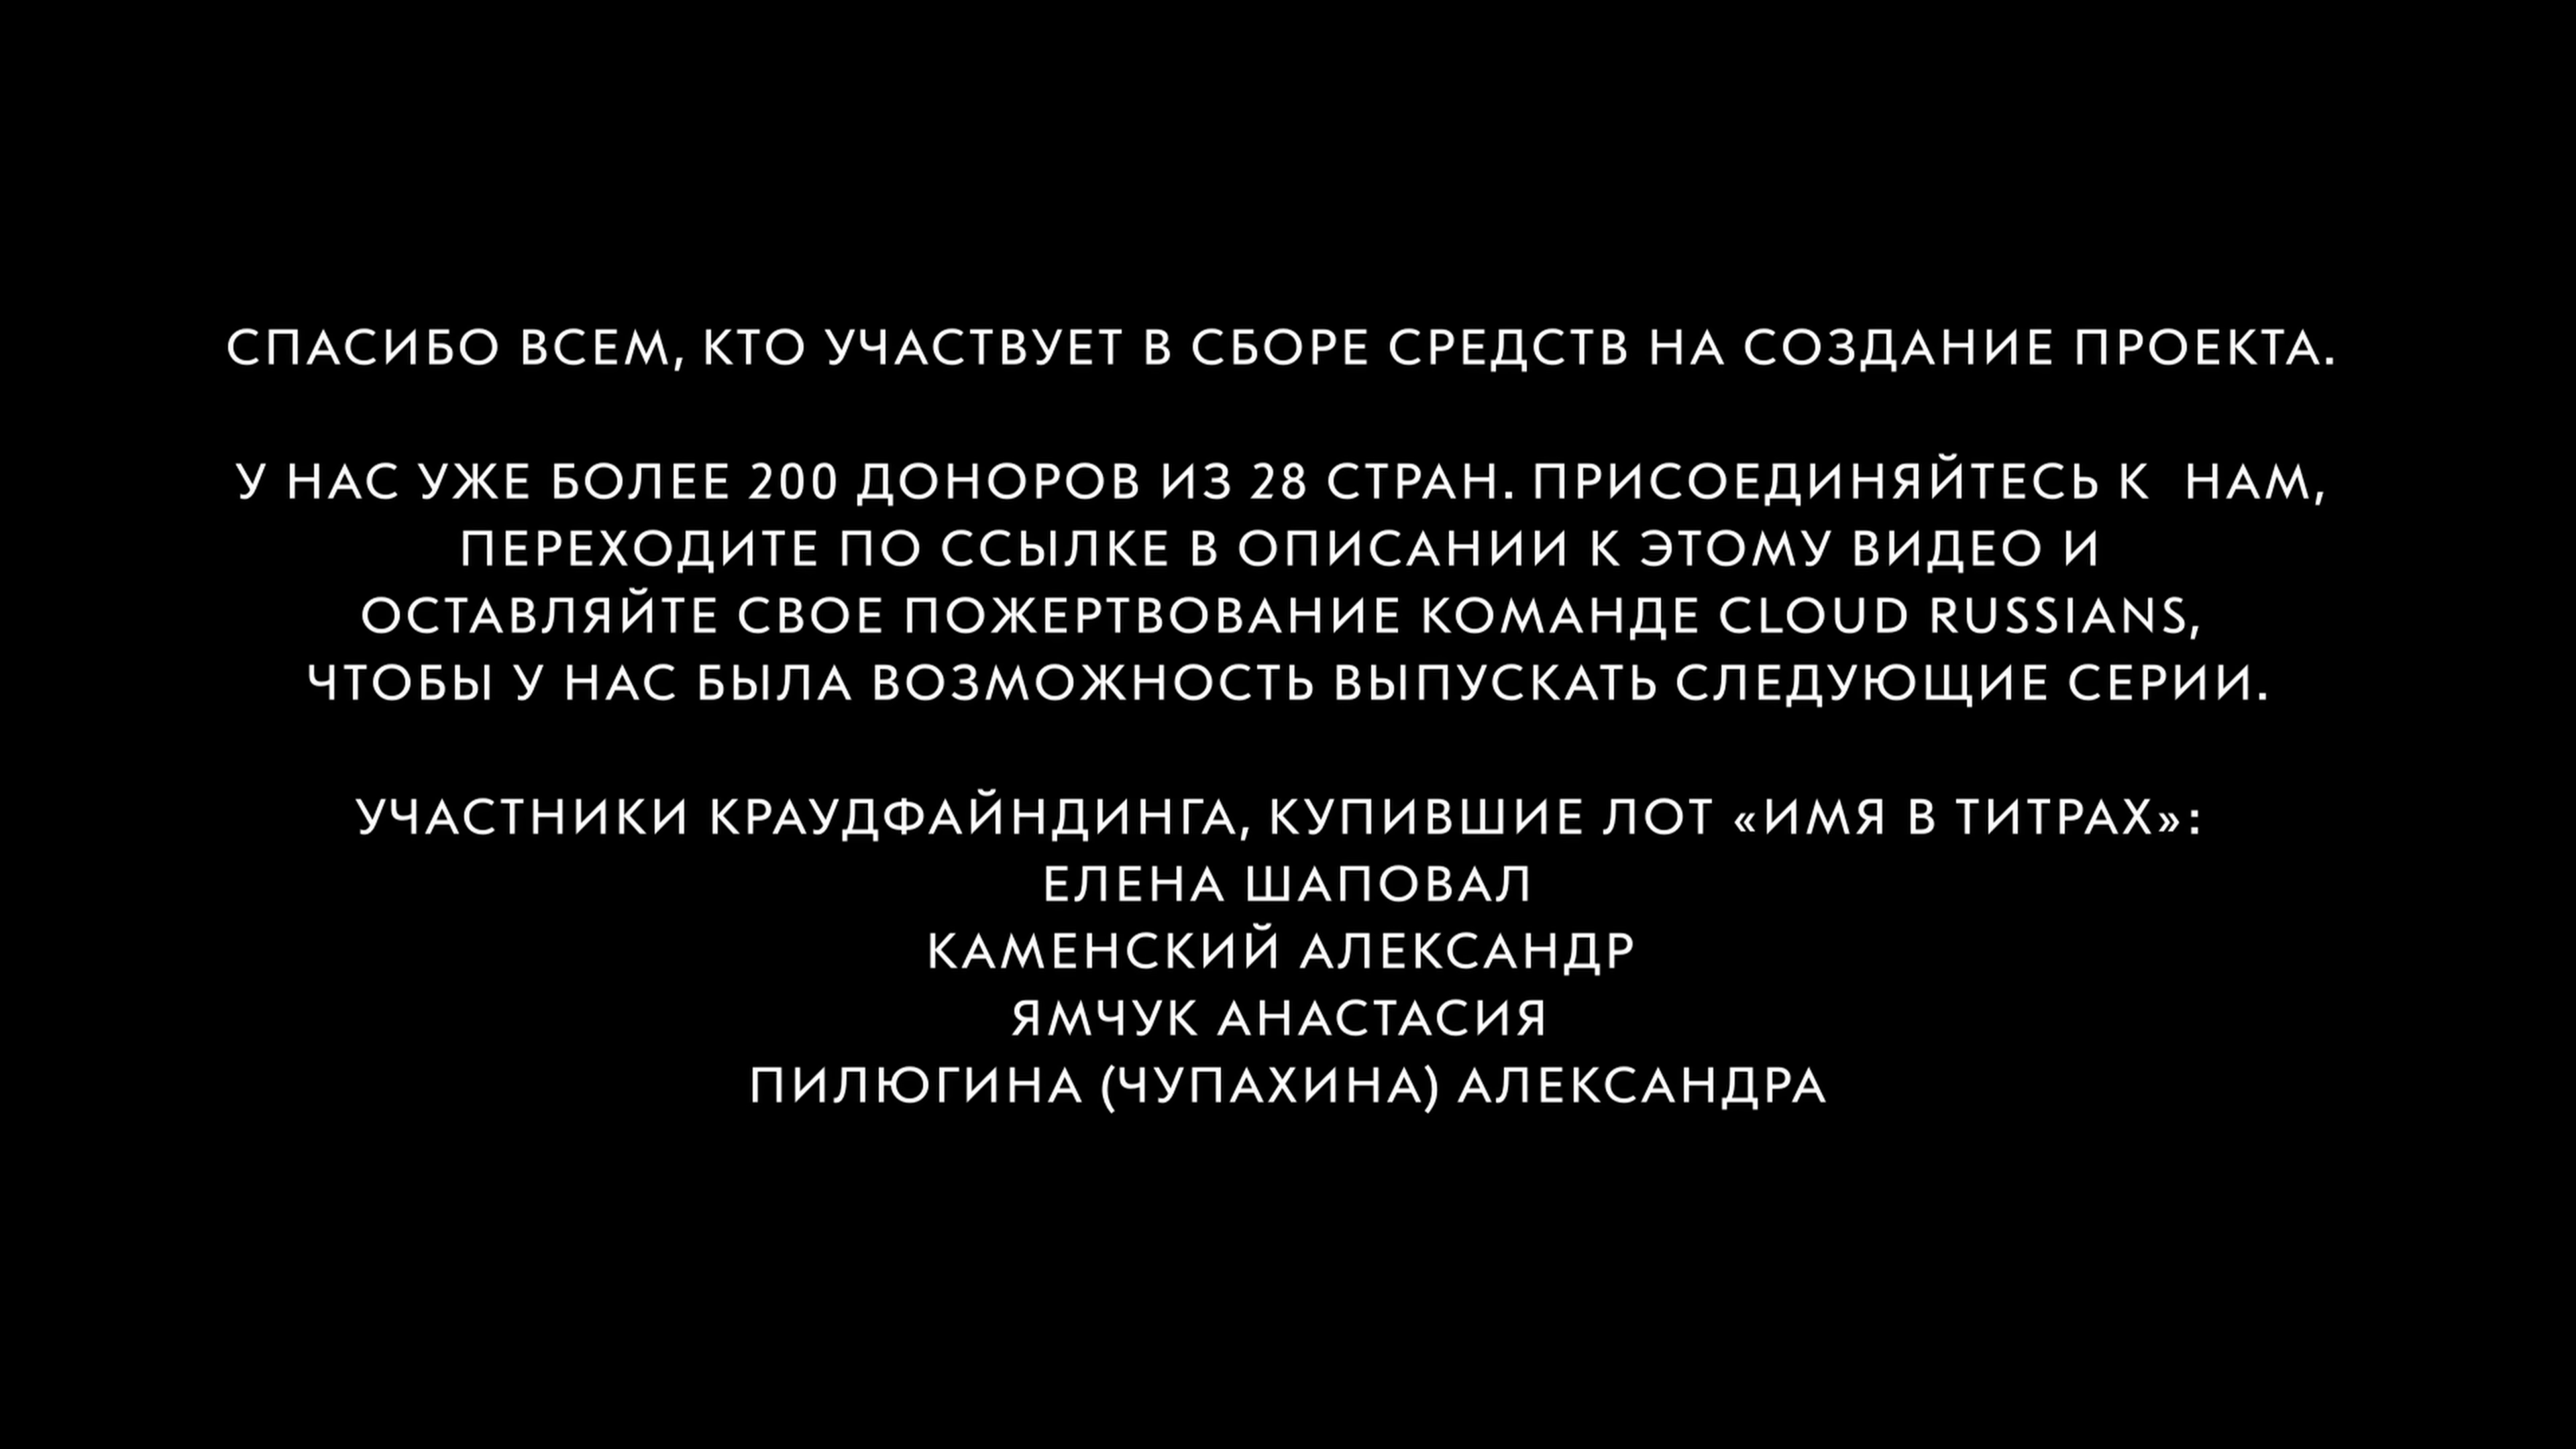 СПАСИБО ВСЕМ, КТО УЧАСТВУЕТ В СБОРЕ СРЕДСТВ НА СОЗДАНИЕ ПРОЕКТА.
У НАС УЖЕ БОЛЕЕ 200 ДОНОРОВ ИЗ 28 СТРАН. ПРИСОЕДИНЯЙТЕСЬ К  НАМ,
ПЕРЕХОДИТЕ ПО ССЫЛКЕ В ОПИСАНИИ К ЭТОМУ ВИДЕО И
ОСТАВЛЯЙТЕ СВОЕ ПОЖЕРТВОВАНИЕ КОМАНДЕ CLOUD RUSSIANS,
ЧТОБЫ У НАС БЫЛА ВОЗМОЖНОСТЬ ВЫПУСКАТЬ СЛЕДУЮЩИЕ СЕРИИ.
УЧАСТНИКИ КРАУДФАЙНДИНГА, КУПИВШИЕ ЛОТ «ИМЯ В ТИТРАХ»:
ЕЛЕНА ШАПОВАЛ
КАМЕНСКИЙ АЛЕКСАНДР
ЯМЧУК АНАСТАСИЯ
ПИЛЮГИНА (ЧУПАХИНА) АЛЕКСАНДРА